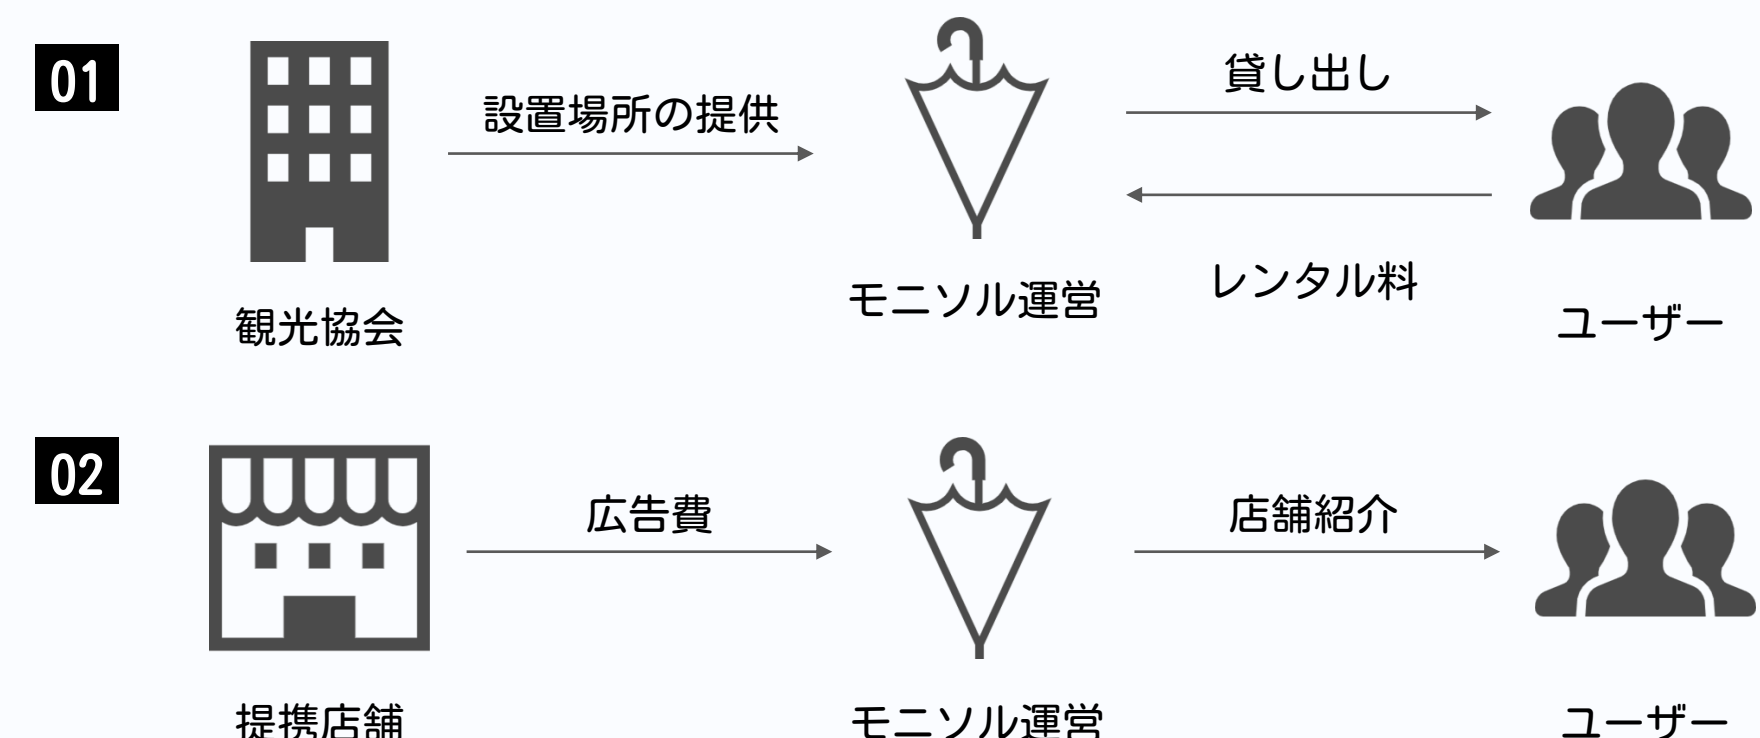 01
設置場所の提供
貸し出し
レンタル料
観光協会
モニソル運営
ユーザー
02
広告費
店舗紹介
提携店舗
モニソル運営
ユーザー